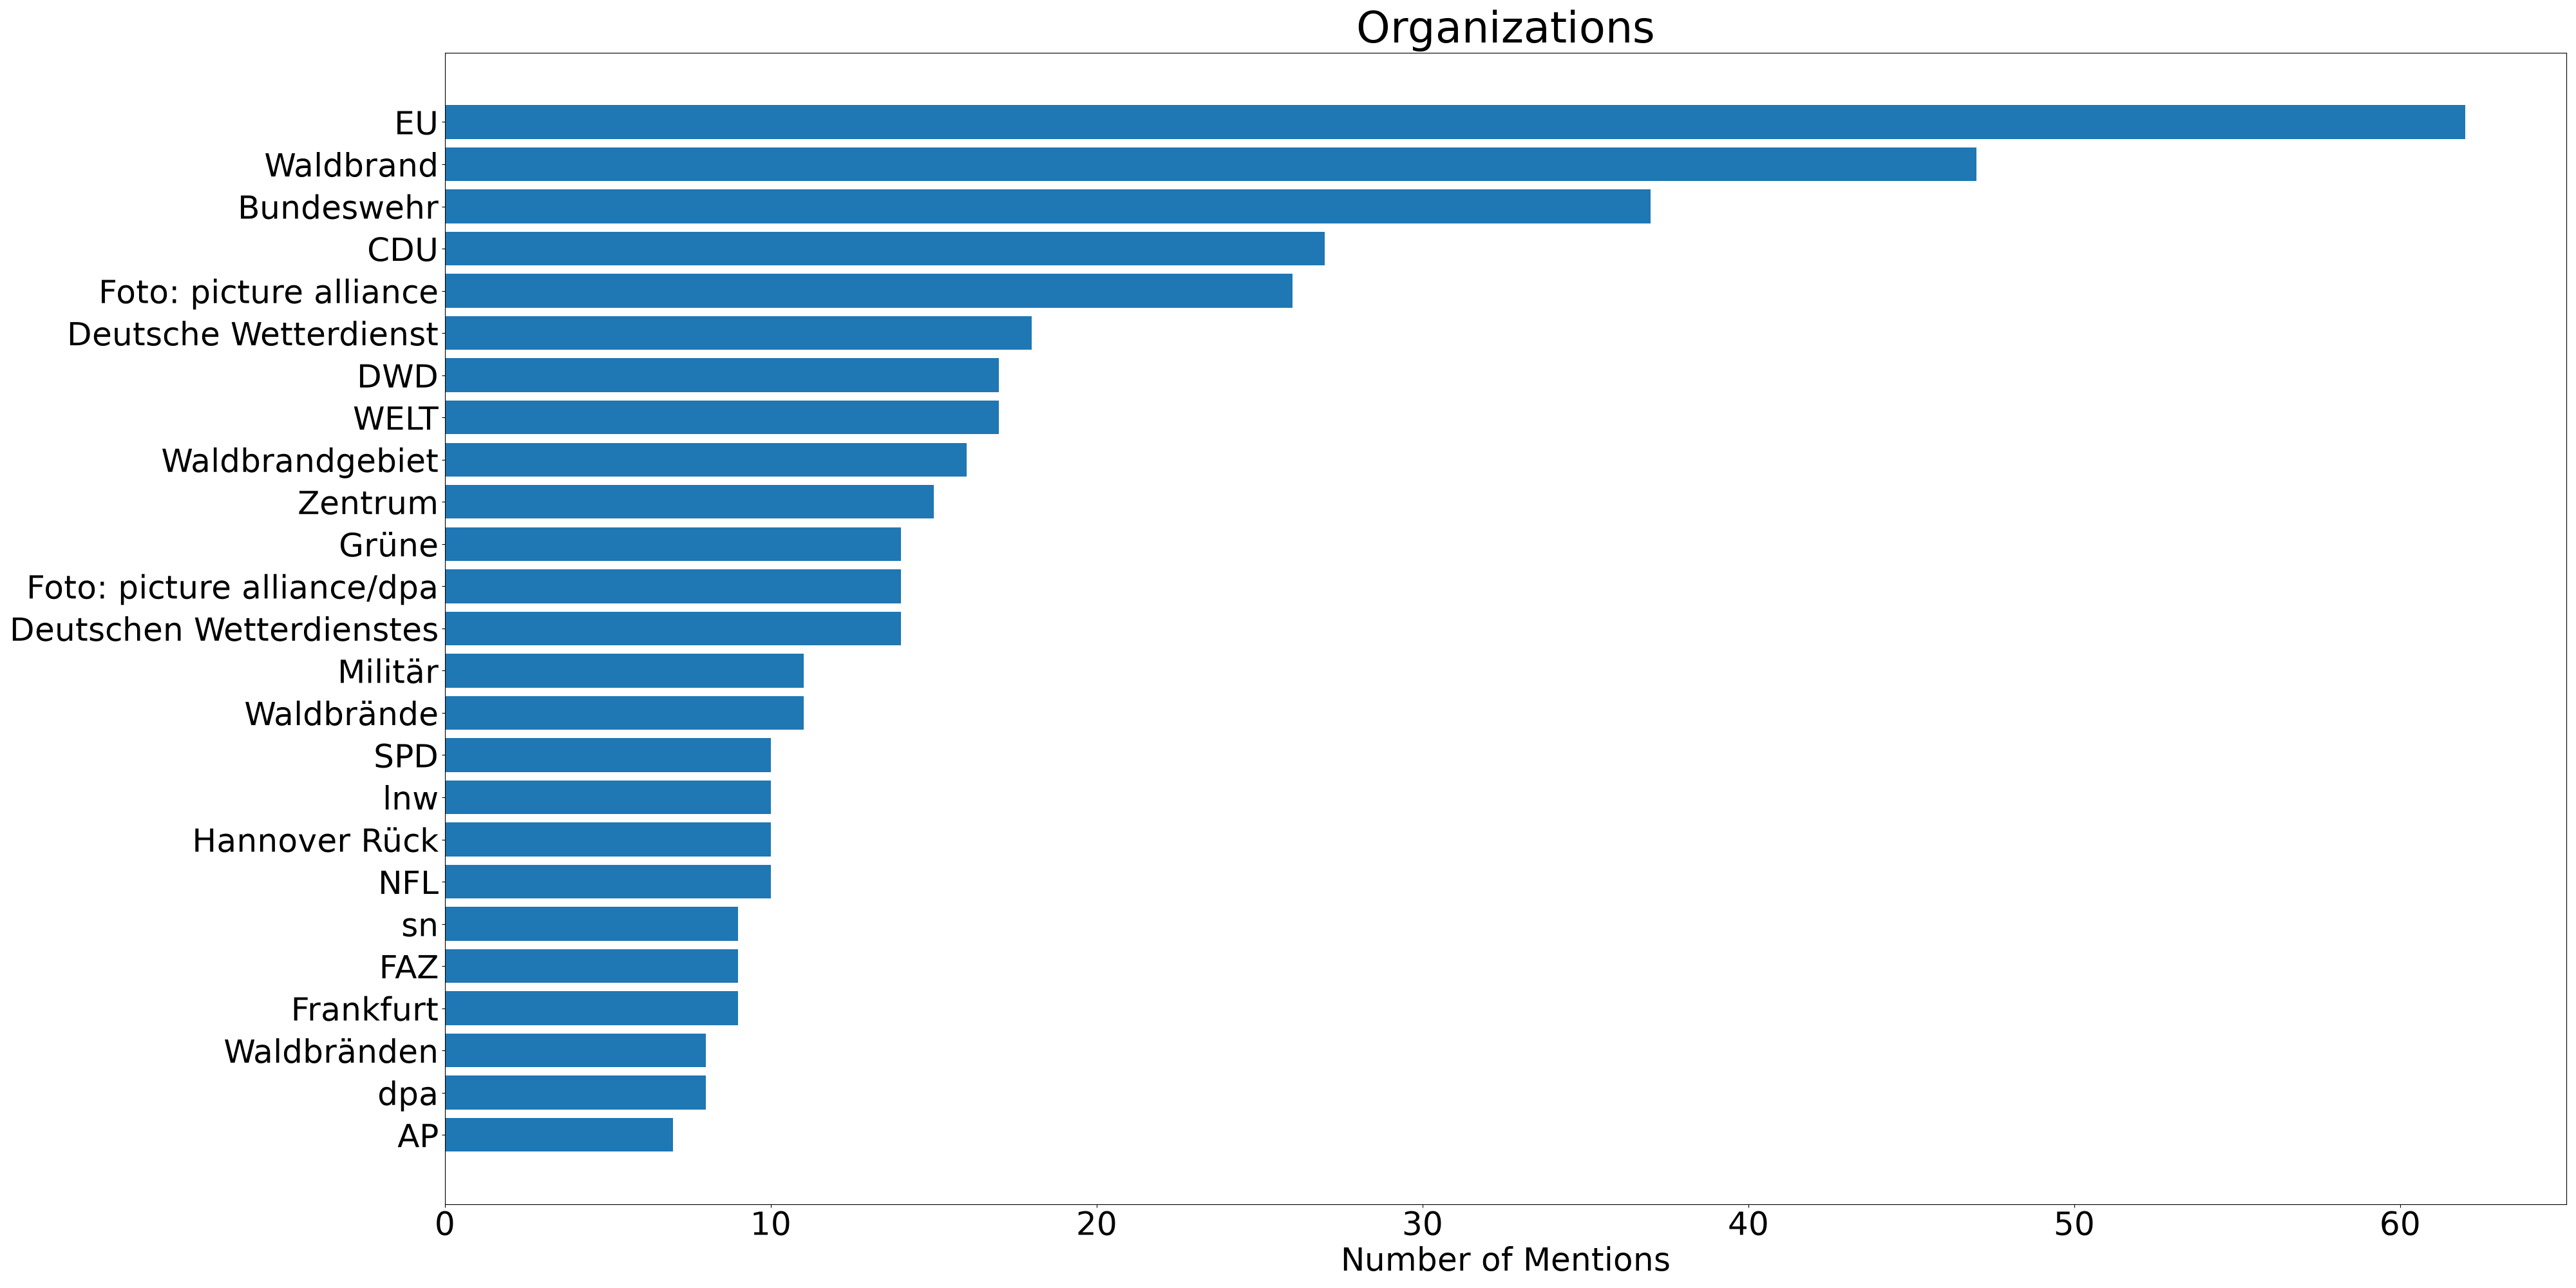 Organizations
EU
Waldbrand
Bundeswehr
CDU
Foto: picture alliance
Deutsche Wetterdienst
DWD
WELT
Waldbrandgebiet
Zentrum
Grüne
Foto: picture alliance/dpa
Deutschen Wetterdienstes
Militär
Waldbrände
SPD
lnw
Hannover Rück
NFL
sn
FAZ
Frankfurt
Waldbränden
dpa
AP
0 10 20 30 40 50 60
Number of Mentions